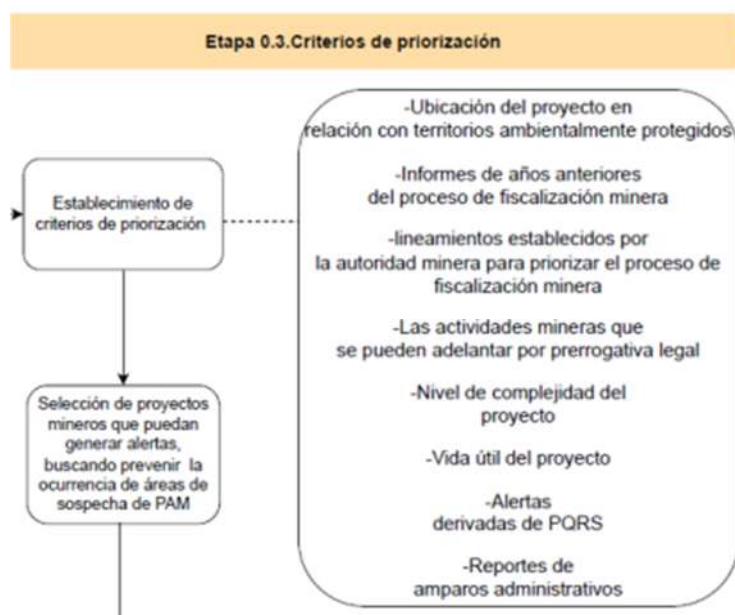 Etapa 0.3.Criterios de priorización
Establecimiento de
criterios de priorización
-Ubicación del proyecto en
relación con territorios ambientalmente protegidos
-Informes de años anteriores
del proceso de fiscalización minera
-lineamientos establecidos por
la autoridad minera para priorizar el proceso de
fiscalización minera
-Las actividades mineras que
se pueden adelantar por prerrogativa legal
-Nivel de complejidad del
proyecto
-Vida útil del proyecto
-Alertas
derivadas de PQRS
-Reportes de
amparos administrativos
Selección de proyectos
mineros que puedan
generar alertas,
buscando prevenir la
ocurrencia de áreas de
sospecha de PAM